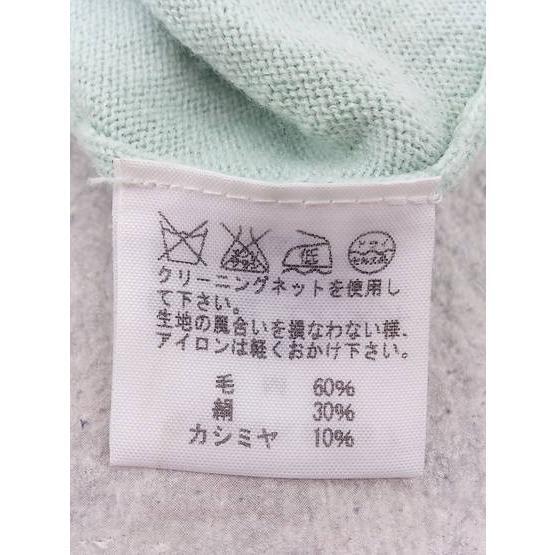 低
クリーニングネットを使用し
て下さい。
生地の風合いを損なわない様、
アイロンは軽くおかけ下さい。
毛 60%
絹 30%
カシミヤ 10%